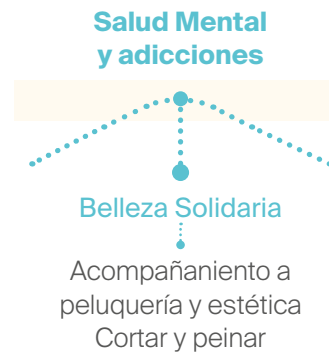 Salud Mental
y adicciones
Belleza Solidaria
Acompañaniento a
peluquería y estética
Cortar y peinar